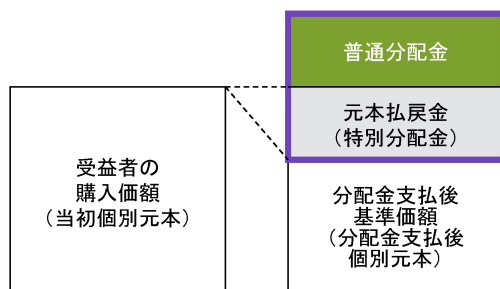 普通分配金
元本払戻金
（特別分配金）
受益者の
購入価額
（当初個別元本）
分配金支払後
基準価額
（分配金支払後
個別元本）